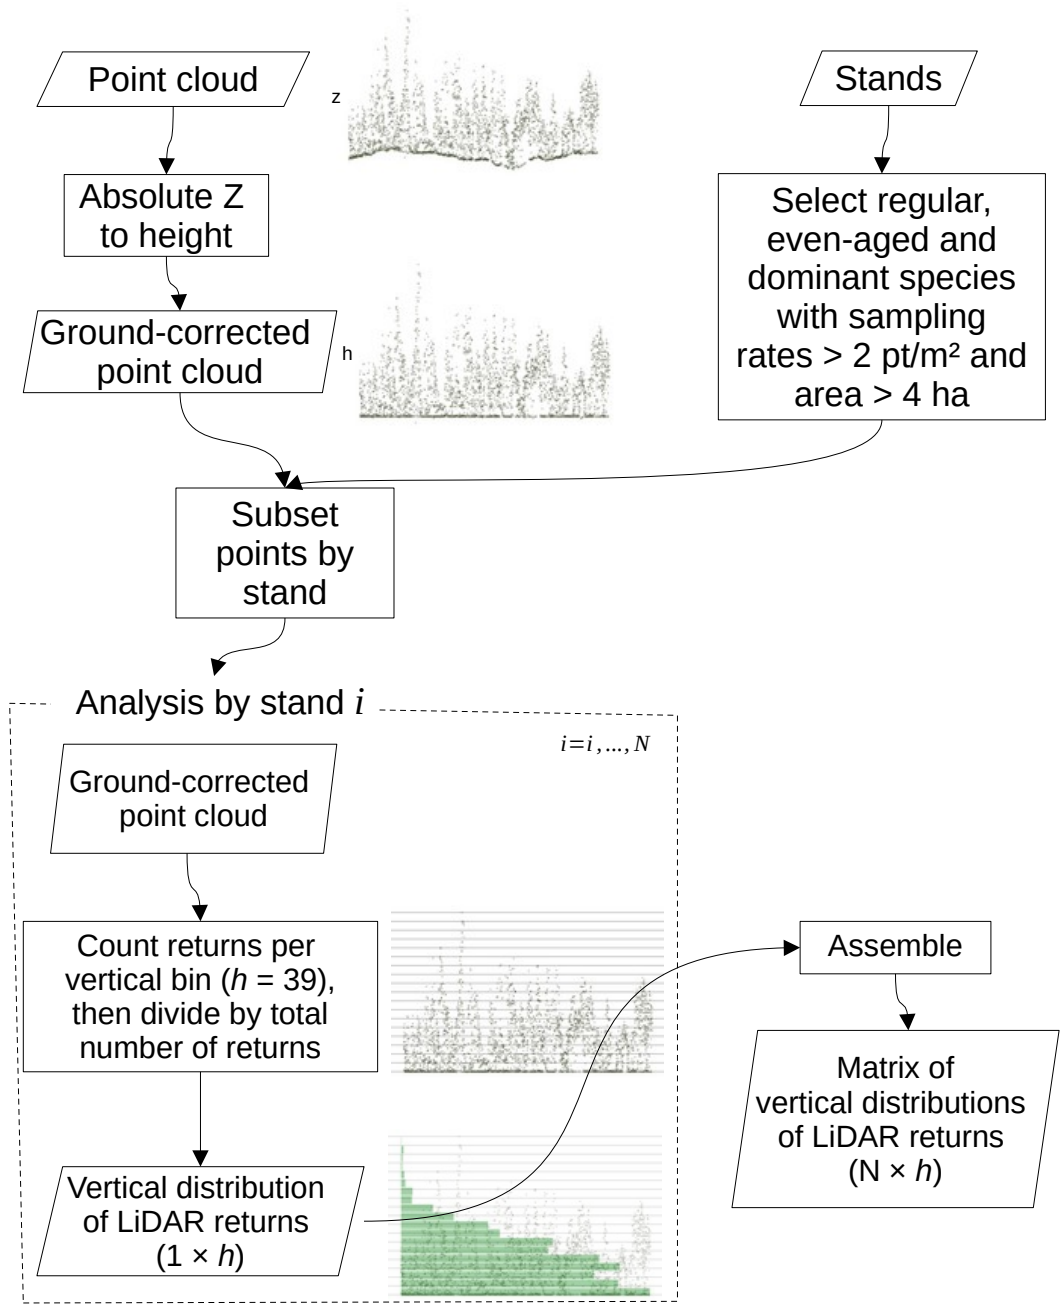 Point cloud
z
Stands
Absolute Z
to height
Select regular,
even-aged and
dominant species
with sampling
rates > 2 pt/m² and
area > 4 ha
Ground-corrected
point cloud
h
Subset
points by
stand
Analysis by stand i
i=i,...,N
Ground-corrected
point cloud
Count returns per
vertical bin (h = 39),
then divide by total
number of returns
Assemble
Matrix of
vertical distributions
of LiDAR returns
(N × h)
Vertical distribution
of LiDAR returns
(1 × h)